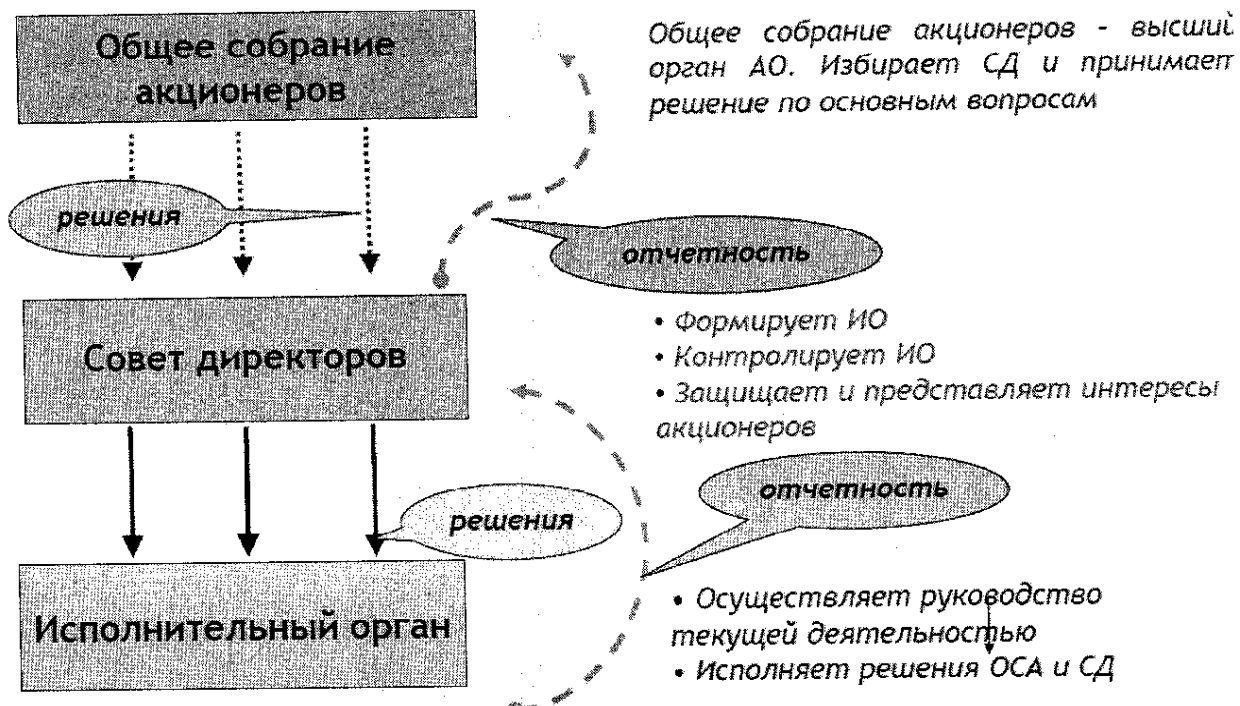 Общее собрание
акционеров
Общее собрание акционеров - высший
орган АО. Избирает СД и принимает
решение по основным вопросам
решения
отчетность
Совет директоров
• Формирует ИО
• Контролирует ИО
• Защищает и представляет интересы
акционеров
отчетность
решения
Исполнительный орган
• Осуществляет руководство
текущей деятельностью
• Исполняет решения ОСА и СД